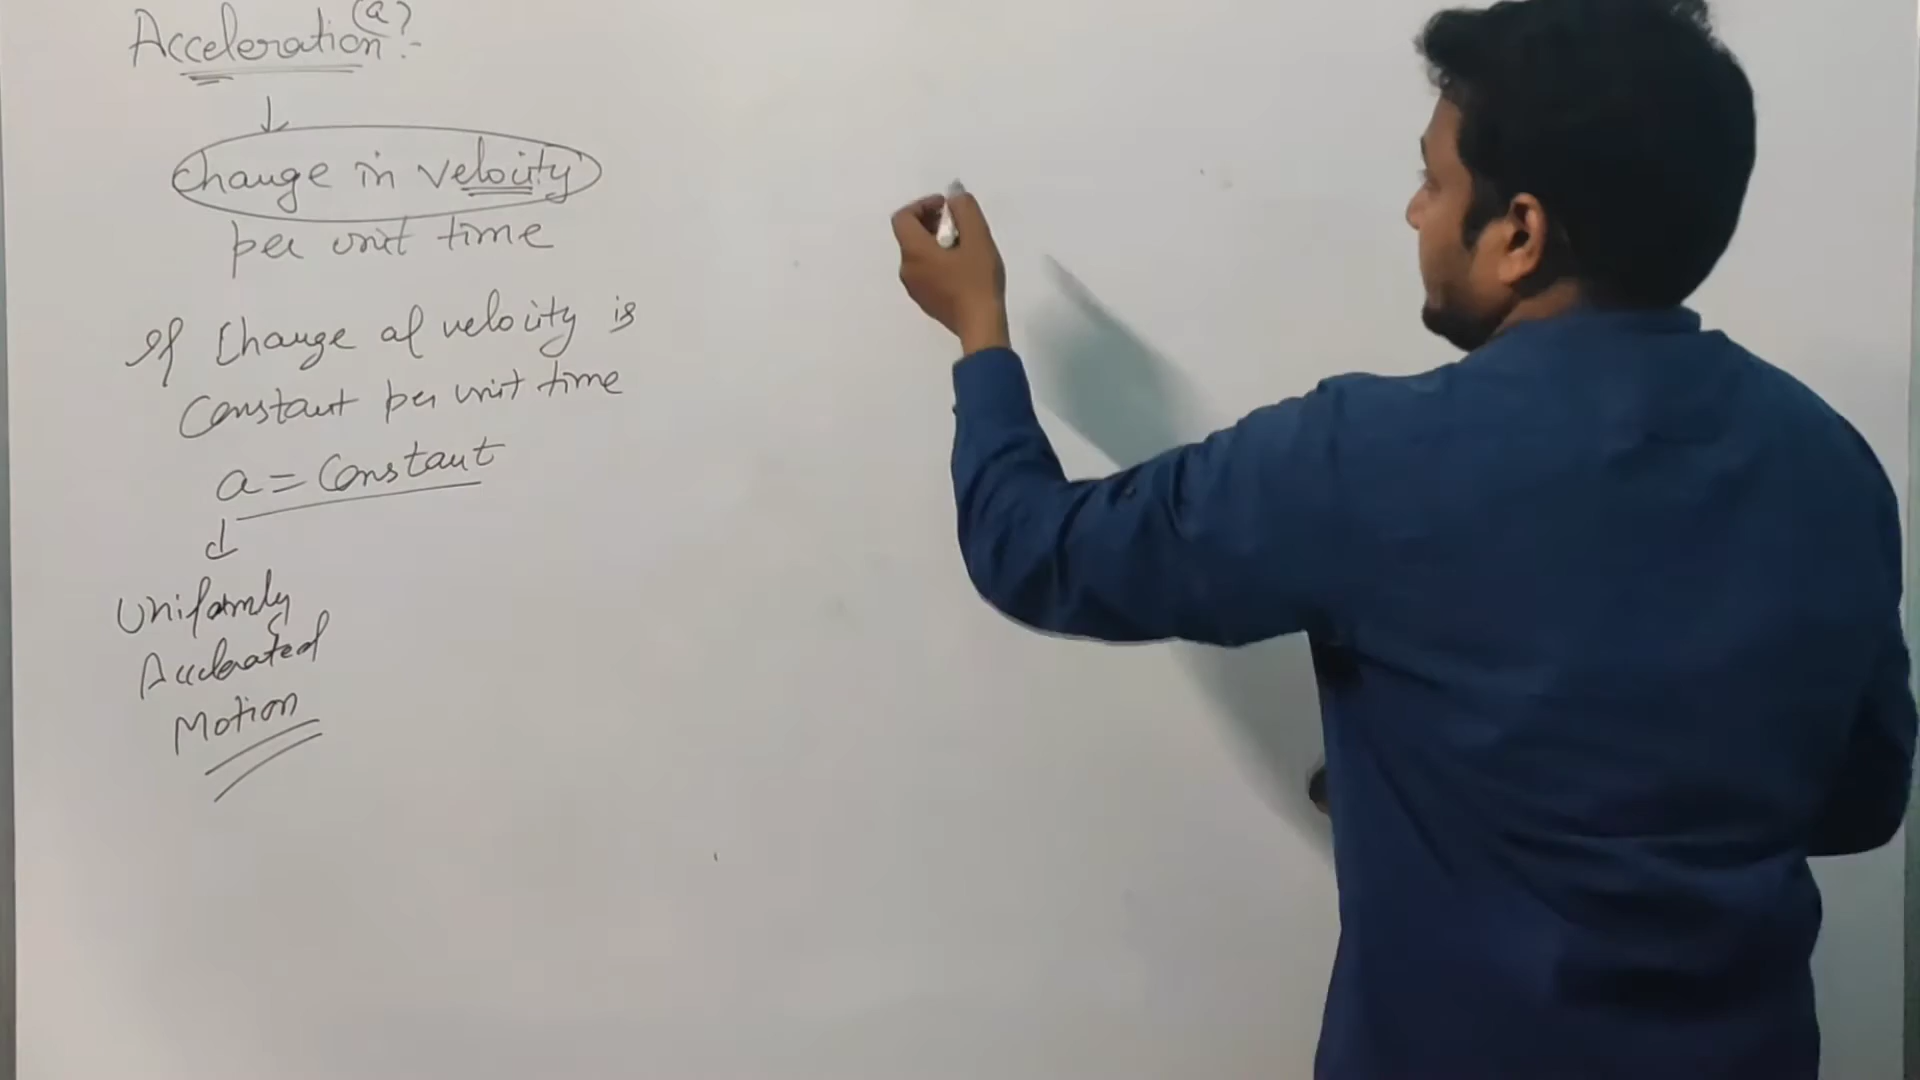 Acceleration (a)?-
↓
Change in velocity
per unit time
If Change of velocity is
Constant per unit time
a = Constant
↓
Uniformly
Acclerated
Motion